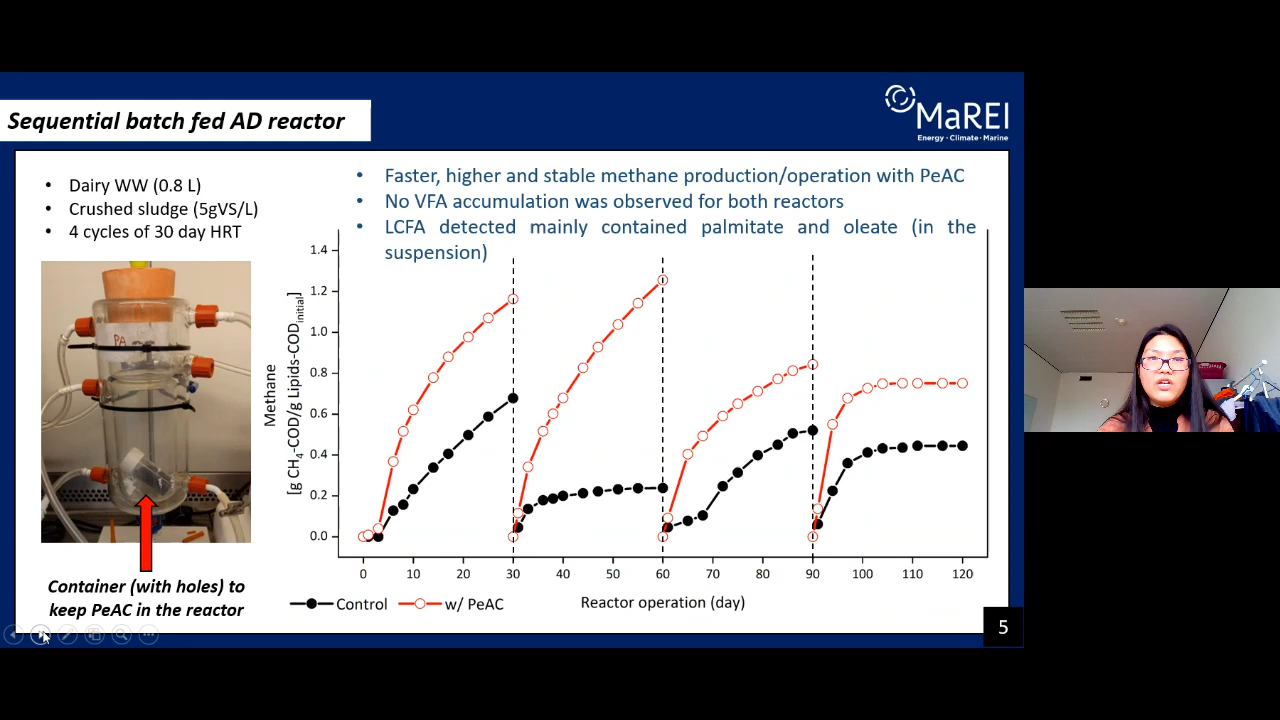 Sequential batch fed AD reactor
MaREI
Energy · Climate · Marine
• Dairy WW (0.8 L)
• Crushed sludge (5gVS/L)
• 4 cycles of 30 day HRT
• Faster, higher and stable methane production/operation with PeAC
• No VFA accumulation was observed for both reactors
• LCFA detected mainly contained palmitate and oleate (in the
suspension)
PA
Container (with holes) to
keep PeAC in the reactor
Methane
[g CH4-COD/g Lipids-CODinitial]
1.4
1.2
1.0
0.8
0.6
0.4
0.2
0.0
0 10 20 30 40 50 60 70 80 90 100 110 120
Control w/ PeAC
Reactor operation (day)
5